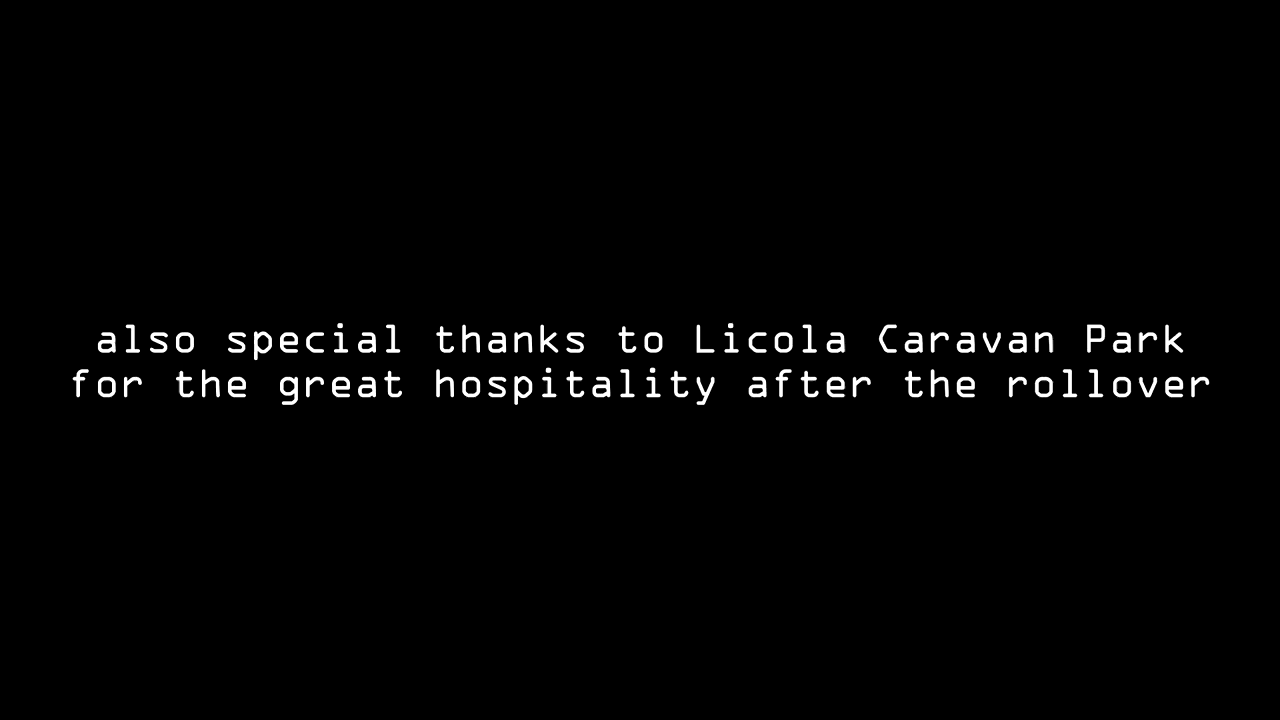 also special thanks to Licola Caravan Park
for the great hospitality after the rollover